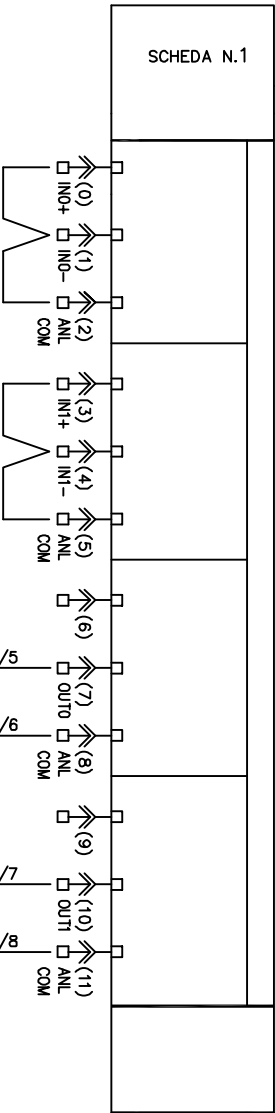 SCHEDA N.1
(0)
IN0+
(1)
IN0-
(2)
ANL
COM
(3)
IN1+
(4)
IN1-
(5)
ANL
COM
(6)
/5
(7)
OUT0
/6
(8)
ANL
COM
(9)
/7
(10)
OUT1
/8
(11)
ANL
COM